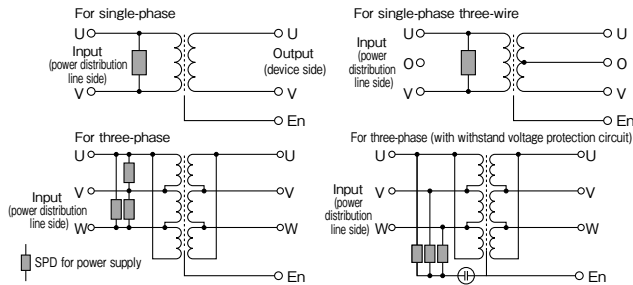 For single-phase
U
U
Input
(power distribution
line side)
Output
(device side)
V
V
En
For single-phase three-wire
U
U
Input
(power
distribution
line side)
O
O
V
V
En
For three-phase
U
U
V
V
Input
(power distribution
line side)
W
W
En
SPD for power supply
For three-phase (with withstand voltage protection circuit)
U
U
V
V
Input
(power
distribution
line side)
W
W
En